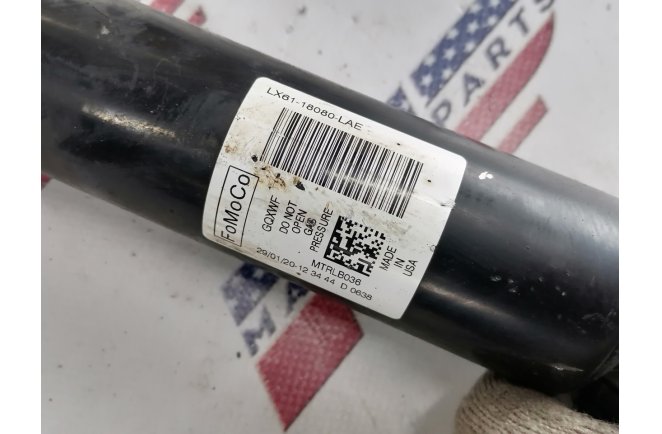 LX61-18080-LAE
FoMoCo
GQXWF
DO NOT
OPEN
GAS
PRESSURE
MTRLB036
MADE
IN
USA
29/01/20-12 34 44 D 0638
PARTS